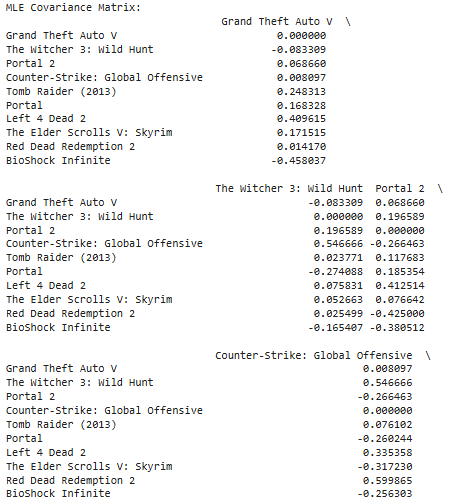 MLE Covariance Matrix:
Grand Theft Auto V \
Grand Theft Auto V 0.000000
The Witcher 3: Wild Hunt -0.083309
Portal 2 0.068660
Counter-Strike: Global Offensive 0.008097
Tomb Raider (2013) 0.248313
Portal 0.168328
Left 4 Dead 2 0.409615
The Elder Scrolls V: Skyrim 0.171515
Red Dead Redemption 2 0.014170
BioShock Infinite -0.458037
The Witcher 3: Wild Hunt Portal 2 \
Grand Theft Auto V -0.083309 0.068660
The Witcher 3: Wild Hunt 0.000000 0.196589
Portal 2 0.196589 0.000000
Counter-Strike: Global Offensive 0.546666 -0.266463
Tomb Raider (2013) 0.023771 0.117683
Portal -0.274088 0.185354
Left 4 Dead 2 0.075831 0.412514
The Elder Scrolls V: Skyrim 0.052663 0.076642
Red Dead Redemption 2 0.025499 -0.425000
BioShock Infinite -0.165407 -0.380512
Counter-Strike: Global Offensive \
Grand Theft Auto V 0.008097
The Witcher 3: Wild Hunt 0.546666
Portal 2 -0.266463
Counter-Strike: Global Offensive 0.000000
Tomb Raider (2013) 0.076102
Portal -0.260244
Left 4 Dead 2 0.335358
The Elder Scrolls V: Skyrim -0.317230
Red Dead Redemption 2 0.599865
BioShock Infinite -0.256303